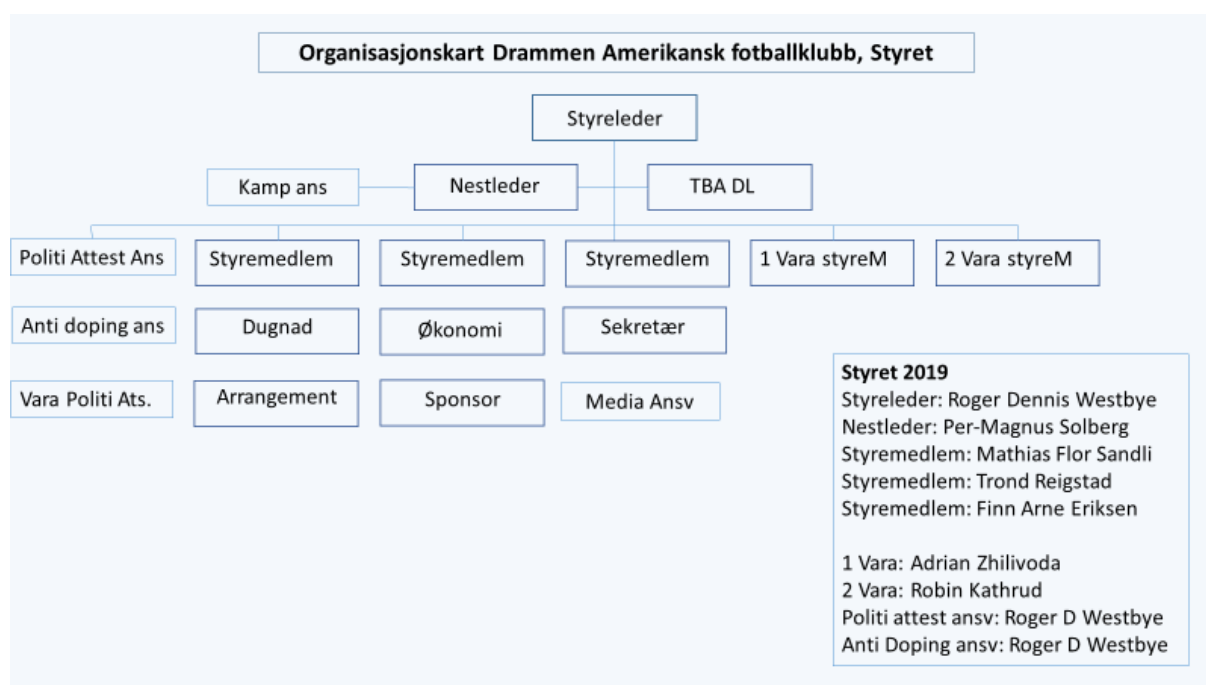 Organisasjonskart Drammen Amerikansk fotballklubb, Styret
Styreleder
Kamp ans
Nestleder
TBA DL
Politi Attest Ans
Styremedlem
Styremedlem
Styremedlem
1 Vara styreM
2 Vara styreM
Anti doping ans
Dugnad
Økonomi
Sekretær
Vara Politi Ats.
Arrangement
Sponsor
Media Ansv
Styret 2019
Styreleder: Roger Dennis Westbye
Nestleder: Per-Magnus Solberg
Styremedlem: Mathias Flor Sandli
Styremedlem: Trond Reigstad
Styremedlem: Finn Arne Eriksen
1 Vara: Adrian Zhilivoda
2 Vara: Robin Kathrud
Politi attest ansv: Roger D Westbye
Anti Doping ansv: Roger D Westbye